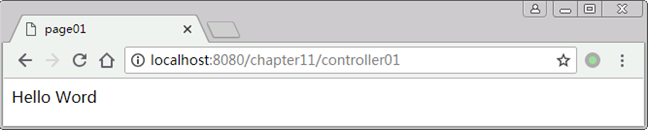 page01
localhost:8080/chapter11/controller01
Hello Word